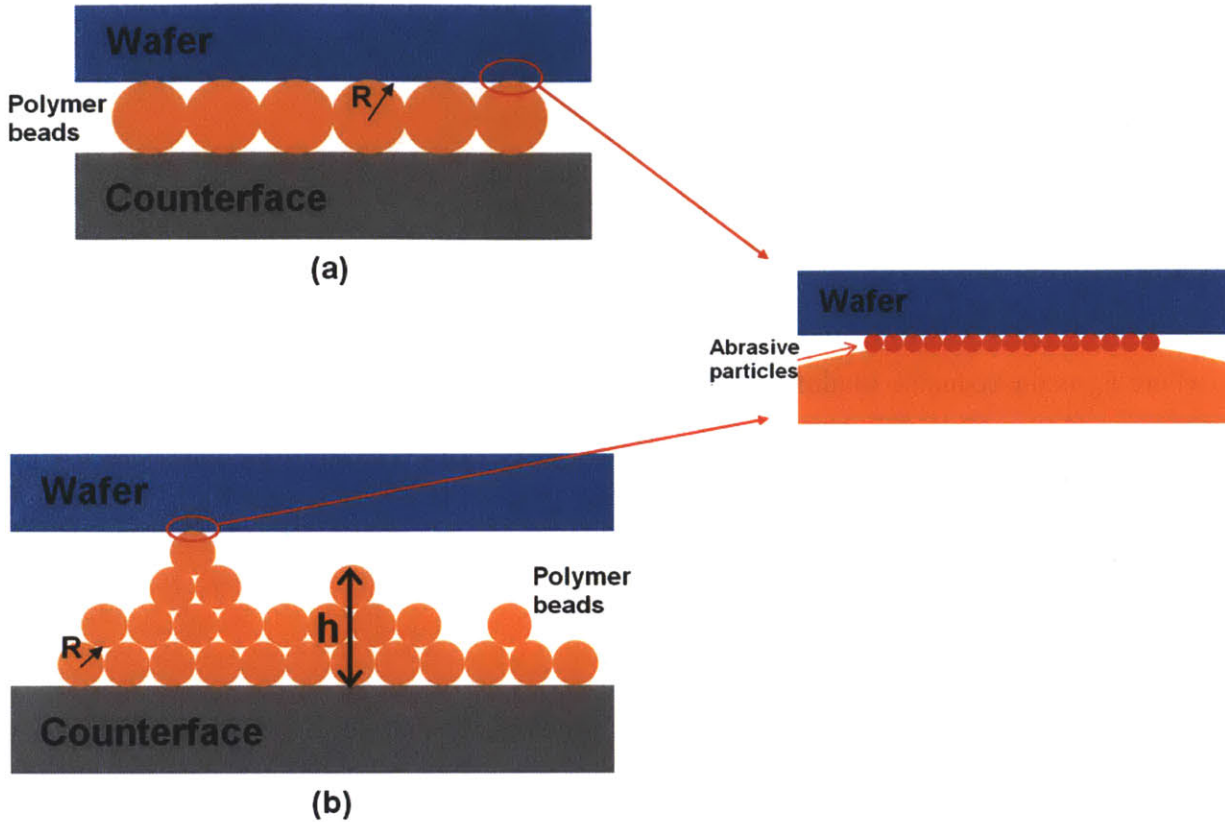 Wafer
Polymer
beads
R
Counterface
(a)
Wafer
Abrasive
particles
Wafer
Polymer
beads
h
R
Counterface
(b)